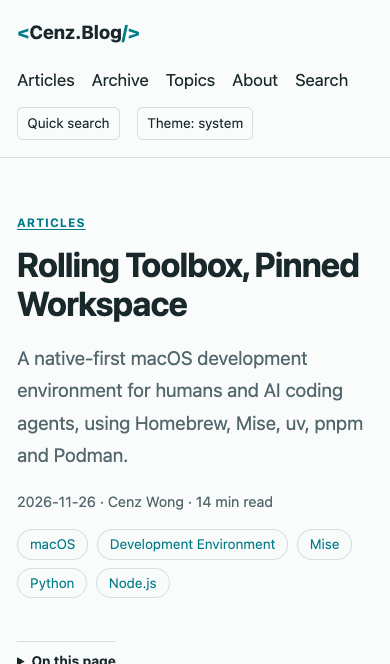 <Cenz.Blog/>
Articles Archive Topics About Search
Quick search Theme: system
ARTICLES
Rolling Toolbox, Pinned
Workspace
A native-first macOS development
environment for humans and AI coding
agents, using Homebrew, Mise, uv, pnpm
and Podman.
2026-11-26 · Cenz Wong · 14 min read
macOS Development Environment Mise
Python Node.js
▶ On this page